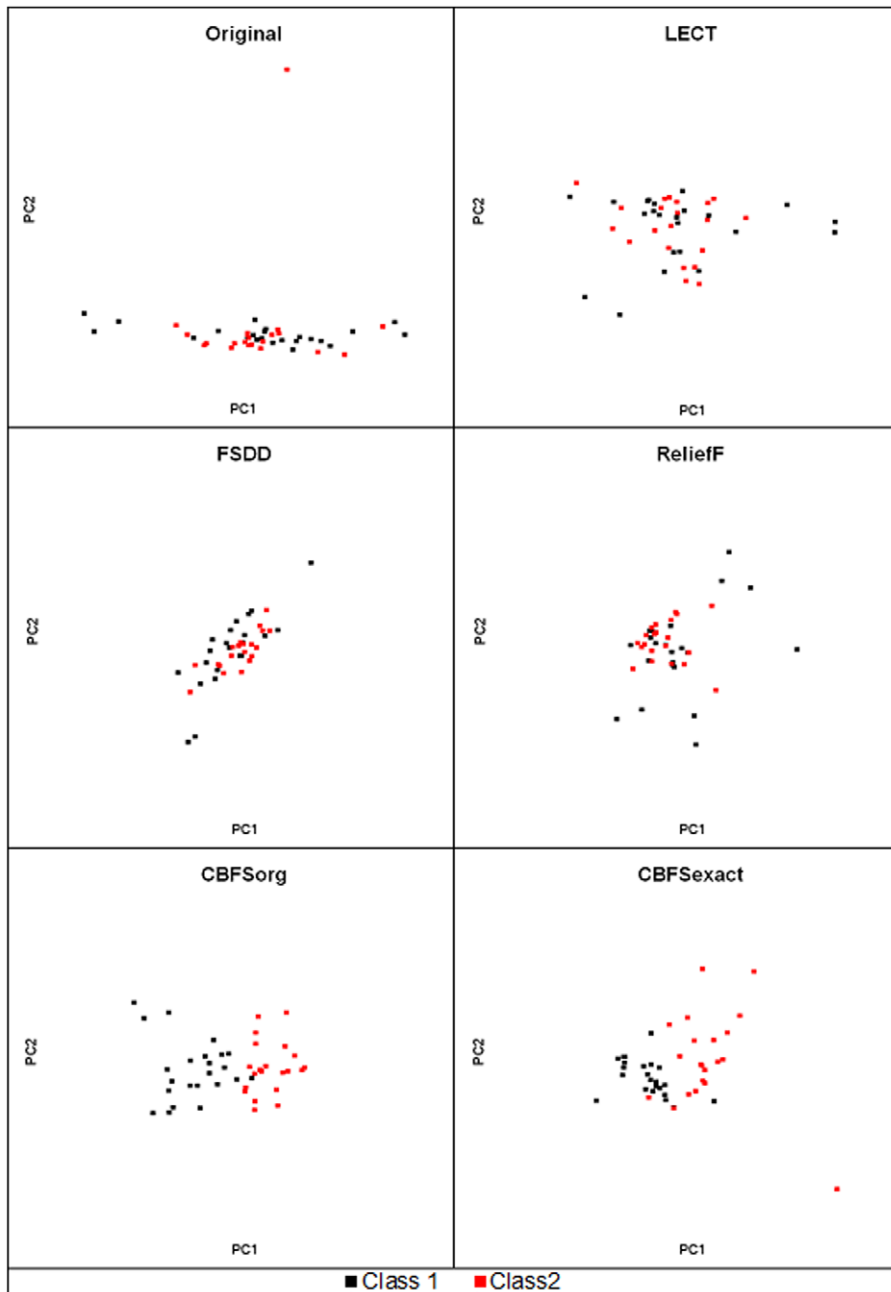 Original
PC2
PC1
LECT
PC2
PC1
FSDD
PC2
PC1
ReliefF
PC2
PC1
CBFSorg
PC2
PC1
CBFSexact
PC2
PC1
Class 1 Class2